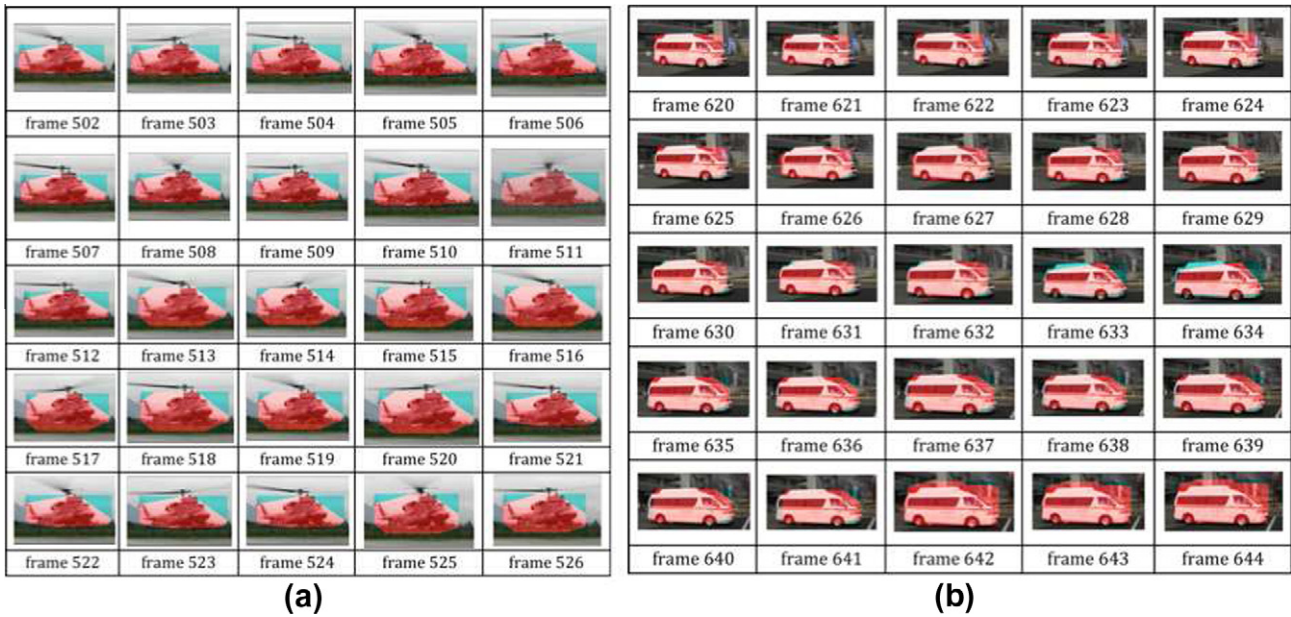 frame 502 frame 503 frame 504 frame 505 frame 506
frame 507 frame 508 frame 509 frame 510 frame 511
frame 512 frame 513 frame 514 frame 515 frame 516
frame 517 frame 518 frame 519 frame 520 frame 521
frame 522 frame 523 frame 524 frame 525 frame 526
(a)
frame 620 frame 621 frame 622 frame 623 frame 624
frame 625 frame 626 frame 627 frame 628 frame 629
frame 630 frame 631 frame 632 frame 633 frame 634
frame 635 frame 636 frame 637 frame 638 frame 639
frame 640 frame 641 frame 642 frame 643 frame 644
(b)